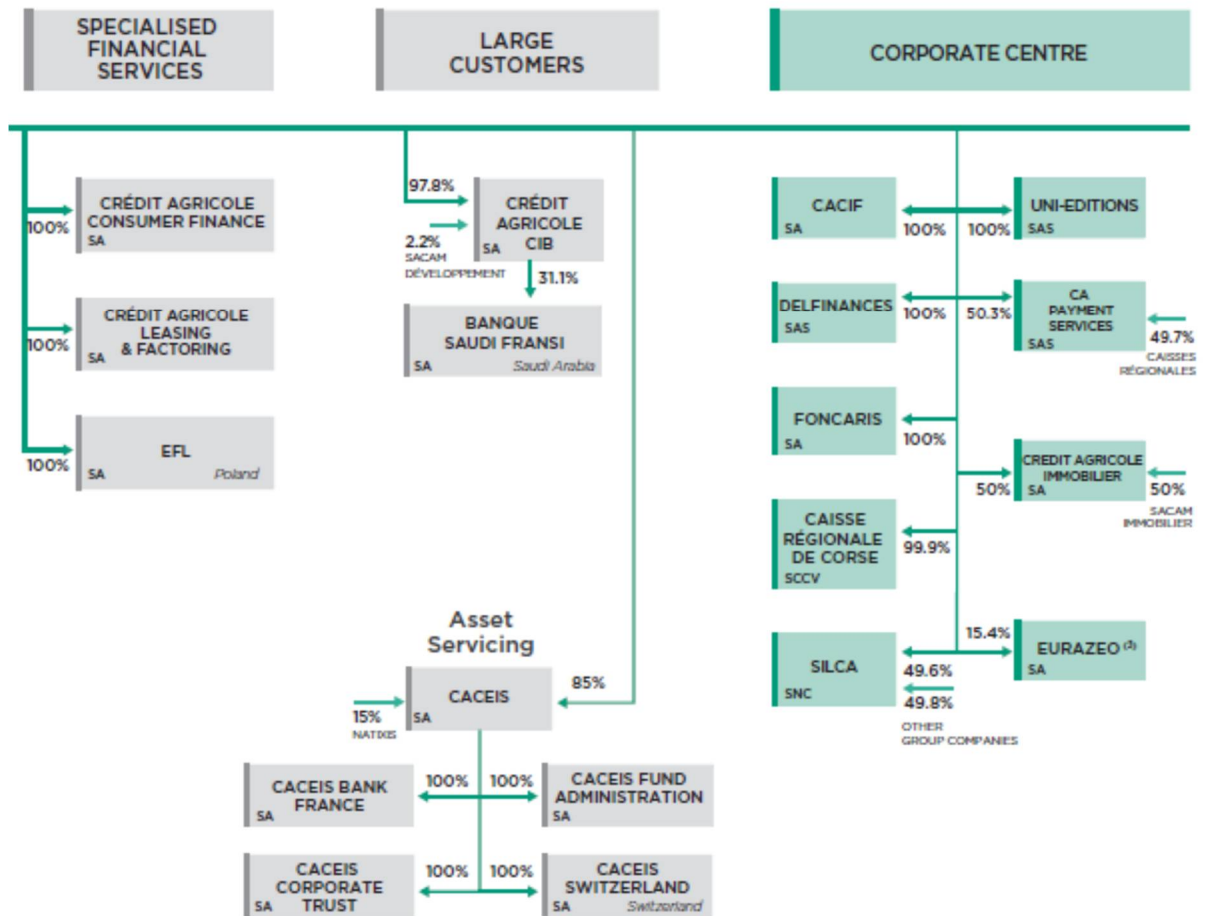 SPECIALISED
FINANCIAL
SERVICES
LARGE
CUSTOMERS
CORPORATE CENTRE
100%
CRÉDIT AGRICOLE
CONSUMER FINANCE
SA
100%
CRÉDIT AGRICOLE
LEASING
& FACTORING
SA
100%
EFL
SA
Poland
97.8%
2.2%
SACAM
DÉVELOPPEMENT
CRÉDIT
AGRICOLE
CIB
SA
31.1%
BANQUE
SAUDI FRANSI
SA
Saudi Arabia
Asset
Servicing
15%
NATIXIS
CACEIS
SA
85%
CACEIS BANK
FRANCE
SA
100%
100%
CACEIS FUND
ADMINISTRATION
SA
CACEIS
CORPORATE
TRUST
SA
100%
100%
CACEIS
SWITZERLAND
SA
Switzerland
CACIF
SA
100%
100%
UNI-EDITIONS
SAS
DELFINANCES
SAS
100%
50.3%
CA
PAYMENT
SERVICES
SAS
49.7%
CAISSES
RÉGIONALES
FONCARIS
SA
100%
50%
CREDIT AGRICOLE
IMMOBILIER
SA
50%
SACAM
IMMOBILIER
CAISSE
RÉGIONALE
DE CORSE
SCCV
99.9%
SILCA
SNC
49.6%
49.8%
OTHER
GROUP COMPANIES
15.4%
EURAZEO (3)
SA